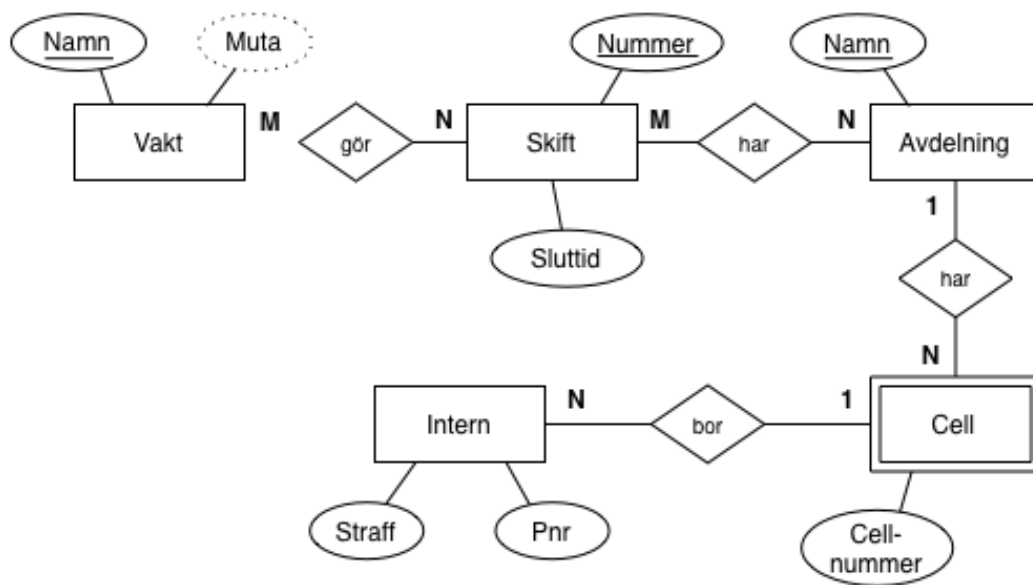 Namn
Muta
Nummer
Namn
Vakt
M
gör
N
Skift
M
har
N
Avdelning
Sluttid
1
har
N
Intern
N
bor
1
Cell
Straff
Pnr
Cell-
nummer